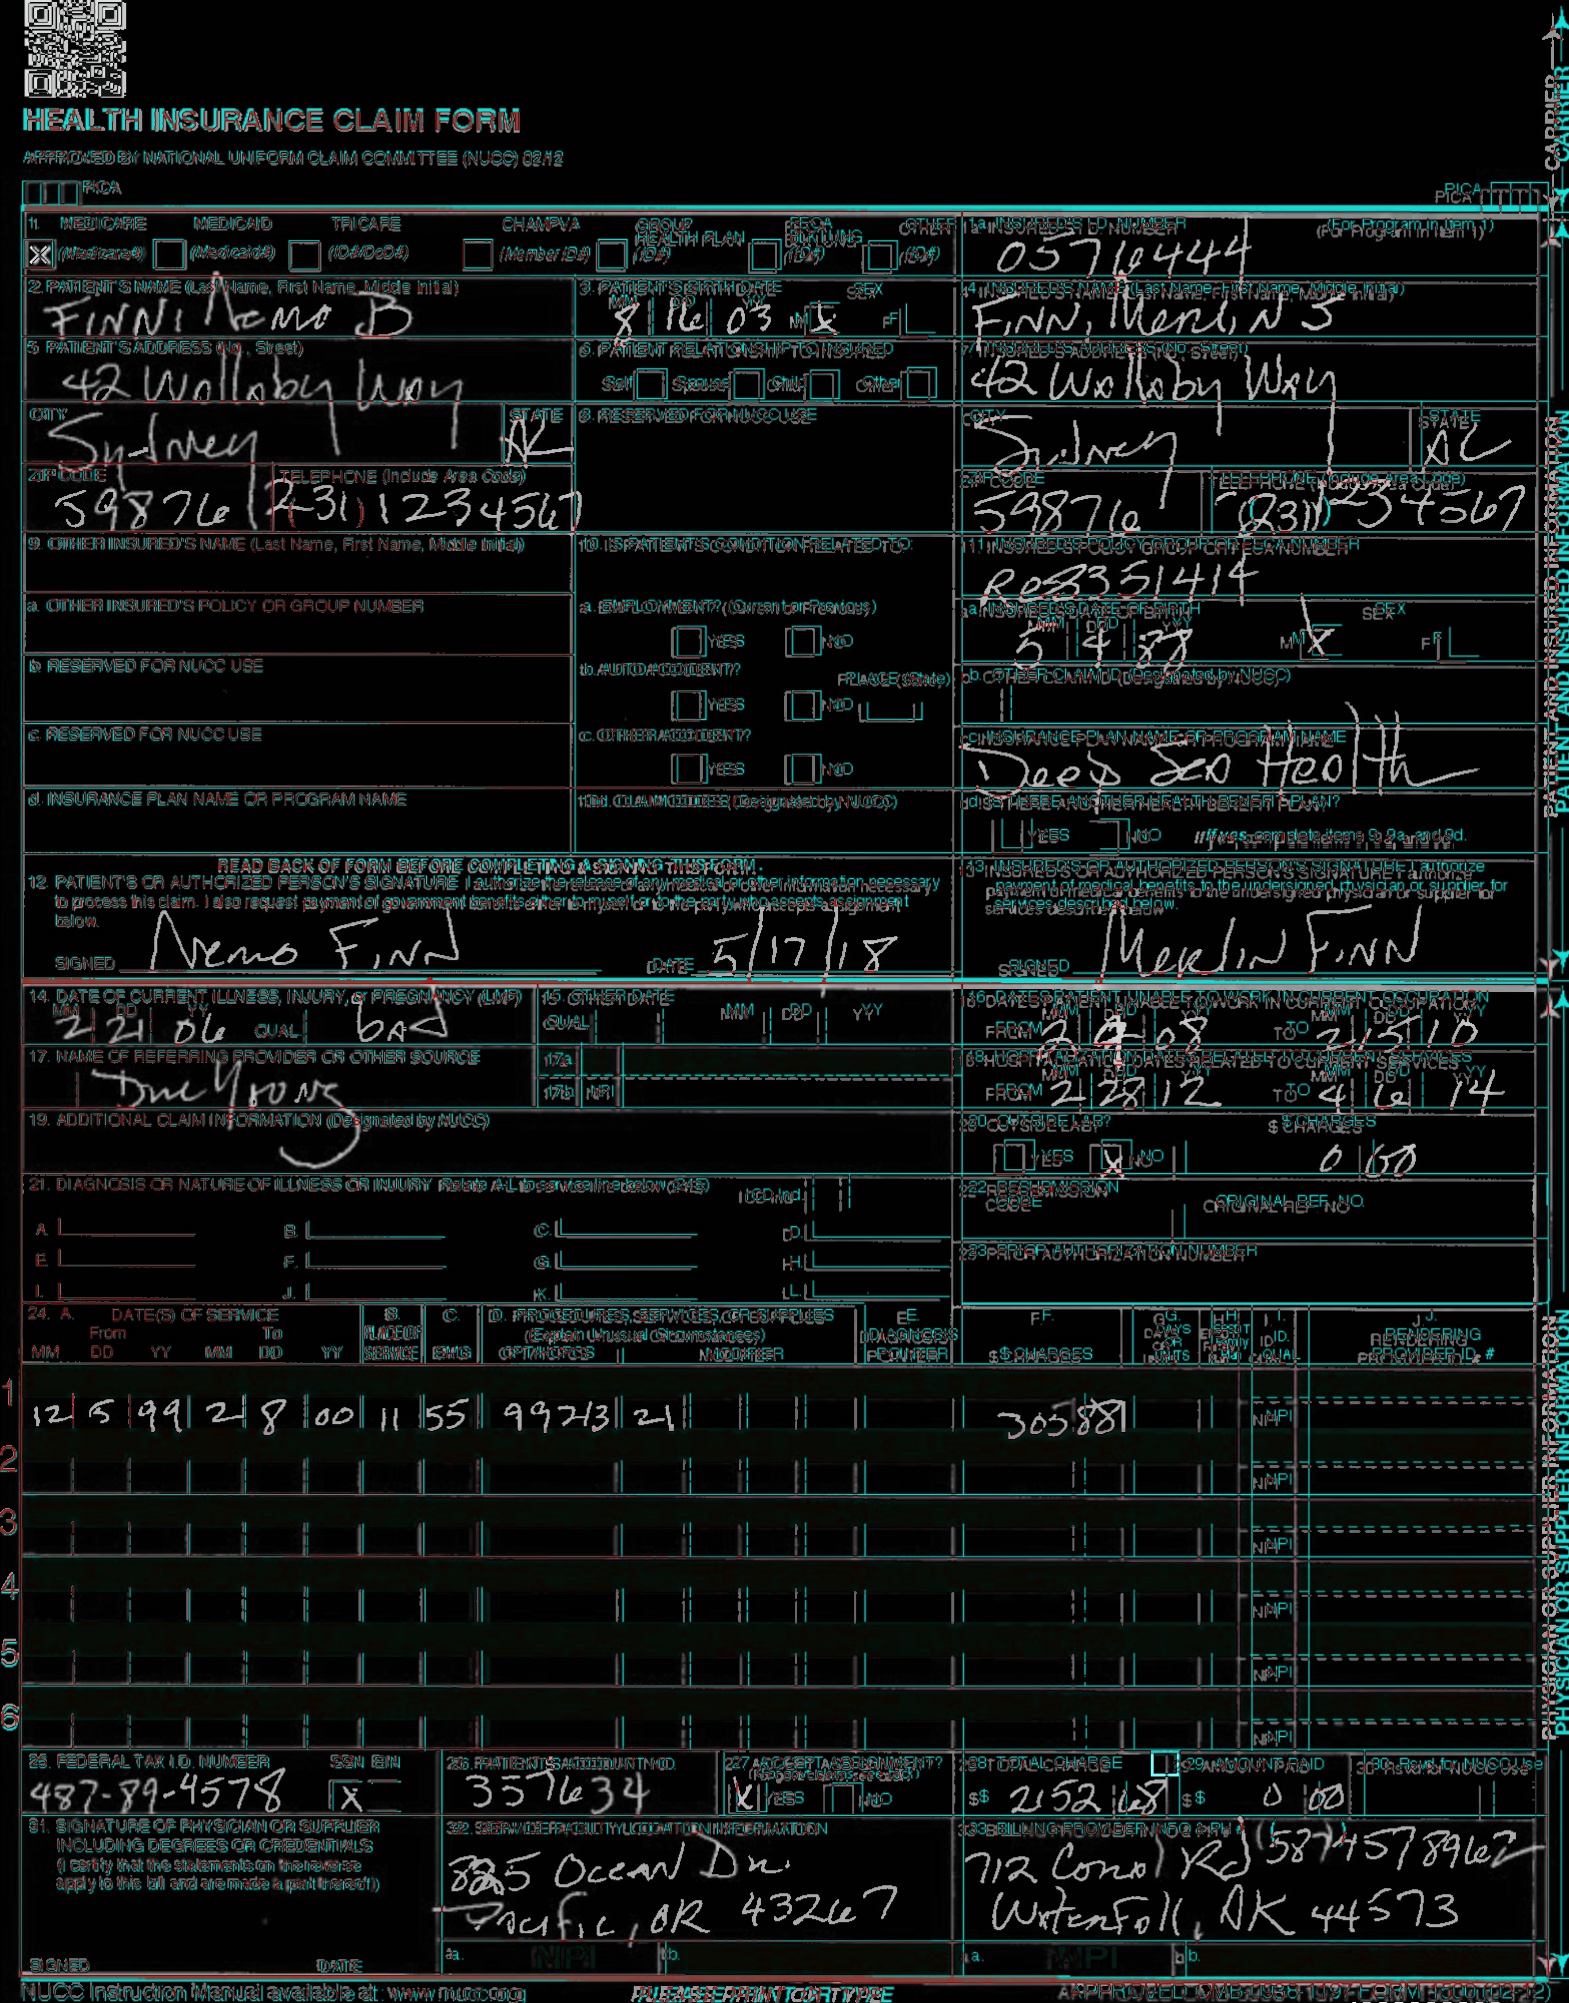 HEALTH INSURANCE CLAIM FORM
APPROVED BY NATIONAL UNIFORM CLAIM COMMITTEE (NUCC) 02/12
PICA PICA
CARRIER
1. MEDICARE MEDICAID TRICARE CHAMPVA GROUP HEALTH PLAN FECA BLK LUNG OTHER
(Medicare#) (Medicaid#) (ID#/DoD#) (Member ID#) (ID#) (ID#) (ID#)
1a. INSURED'S I.D. NUMBER (For Program in Item 1)
05716444
2. PATIENT'S NAME (Last Name, First Name, Middle Initial)
FINN, Nemo B
3. PATIENT'S BIRTH DATE SEX
MM DD YY
8 16 03 M X F
4. INSURED'S NAME (Last Name, First Name, Middle Initial)
FINN, Merlin J
5. PATIENT'S ADDRESS (No., Street)
42 Wallaby Way
6. PATIENT RELATIONSHIP TO INSURED
Self Spouse Child Other
7. INSURED'S ADDRESS (No., Street)
42 Wallaby Way
CITY STATE
Sydney AK
8. RESERVED FOR NUCC USE
CITY STATE
Sydney
ZIP CODE TELEPHONE (Include Area Code)
59876 (231) 1234567
ZIP CODE TELEPHONE (Include Area Code)
59876 (231) 1234567
9. OTHER INSURED'S NAME (Last Name, First Name, Middle Initial)
10. IS PATIENT'S CONDITION RELATED TO:
11. INSURED'S POLICY GROUP OR FECA NUMBER
a. OTHER INSURED'S POLICY OR GROUP NUMBER
a. EMPLOYMENT? (Current or Previous)
YES NO
a. INSURED'S DATE OF BIRTH SEX
MM DD YY
5 4 88 M X F
b. RESERVED FOR NUCC USE
b. AUTO ACCIDENT? PLACE (State)
YES NO
b. OTHER CLAIM ID (Designated by NUCC)
c. RESERVED FOR NUCC USE
c. OTHER ACCIDENT?
YES NO
c. INSURANCE PLAN NAME OR PROGRAM NAME
Deep Sea Health
d. INSURANCE PLAN NAME OR PROGRAM NAME
10d. CLAIM CODES (Designated by NUCC)
d. IS THERE ANOTHER HEALTH BENEFIT PLAN?
YES NO If yes, complete items 9, 9a, and 9d.
READ BACK OF FORM BEFORE COMPLETING & SIGNING THIS FORM.
12. PATIENT'S OR AUTHORIZED PERSON'S SIGNATURE I authorize the release of any medical or other information necessary
to process this claim. I also request payment of government benefits either to myself or to the party who accepts assignment
below.
SIGNED Nemo FINN DATE 5/17/18
13. INSURED'S OR AUTHORIZED PERSON'S SIGNATURE I authorize
payment of medical benefits to the undersigned physician or supplier for
services described below.
SIGNED Merlin FINN
PATIENT AND INSURED INFORMATION
14. DATE OF CURRENT ILLNESS, INJURY, or PREGNANCY (LMP)
MM DD YY
2 21 06 QUAL. bad
15. OTHER DATE
QUAL. MM DD YY
16. DATES PATIENT UNABLE TO WORK IN CURRENT OCCUPATION
MM DD YY MM DD YY
FROM 2 08 TO 2 15 10
17. NAME OF REFERRING PROVIDER OR OTHER SOURCE
17a.
17b. NPI
18. HOSPITALIZATION DATES RELATED TO CURRENT SERVICES
MM DD YY MM DD YY
FROM 2 28 12 TO 4 6 14
19. ADDITIONAL CLAIM INFORMATION (Designated by NUCC)
20. OUTSIDE LAB? $ CHARGES
YES X NO 0 00
21. DIAGNOSIS OR NATURE OF ILLNESS OR INJURY Relate A-L to service line below (24E)
ICD Ind.
A. B. C. D.
E. F. G. H.
I. J. K. L.
22. RESUBMISSION CODE ORIGINAL REF. NO.
23. PRIOR AUTHORIZATION NUMBER
24. A. DATE(S) OF SERVICE B. C. D. PROCEDURES, SERVICES, OR SUPPLIES E. F. G. H. I. J.
From To PLACE OF SERVICE EMG (Explain Unusual Circumstances) DIAGNOSIS POINTER $ CHARGES DAYS OR UNITS ID. QUAL. RENDERING PROVIDER ID. #
MM DD YY MM DD YY CPT/HCPCS MODIFIER
1 12 5 99 2 8 00 11 55 99213 21 305 88 NPI
2 NPI
3 NPI
4 NPI
5 NPI
6 NPI
PHYSICIAN OR SUPPLIER INFORMATION
25. FEDERAL TAX I.D. NUMBER SSN EIN
487-89-4578 X
26. PATIENT'S ACCOUNT NO.
357634
27. ACCEPT ASSIGNMENT?
X YES NO
28. TOTAL CHARGE
$ 2152 68
29. AMOUNT PAID
$ 0 00
30. Rsvd for NUCC Use
31. SIGNATURE OF PHYSICIAN OR SUPPLIER
INCLUDING DEGREES OR CREDENTIALS
(I certify that the statements on the reverse
apply to this bill and are made a part thereof.)
SIGNED DATE
32. SERVICE FACILITY LOCATION INFORMATION
Ocean Dr.
Pacific, OR 43267
a. NPI b.
33. BILLING PROVIDER INFO & PH #
(587) 4578962
712 Coral Rd
Waterfall, AK 44573
a. NPI b.
NUCC Instruction Manual available at: www.nucc.org
PLEASE PRINT OR TYPE